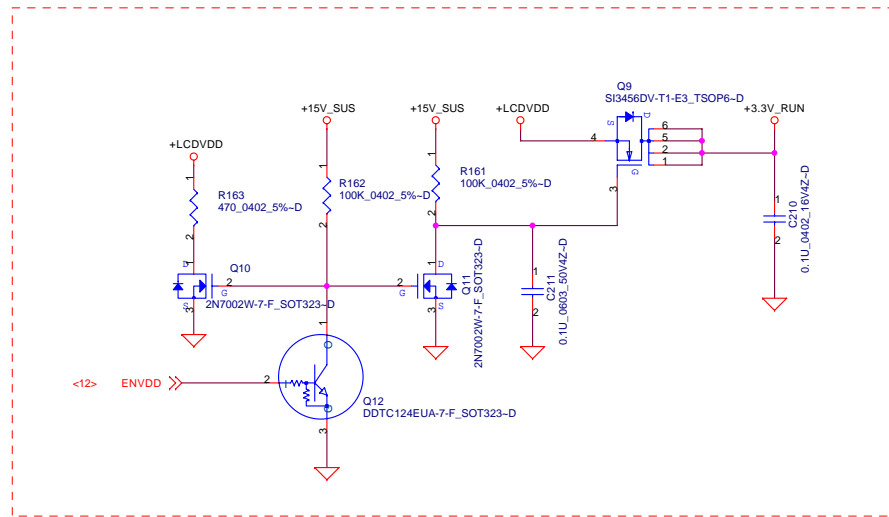 Q9
SI3456DV-T1-E3_TSOP6~D
+15V_SUS
+15V_SUS
+LCDVDD
+3.3V_RUN
S
D
4
6
5
2
1
G
3
+LCDVDD
1
R163
470_0402_5%~D
2
1
R162
100K_0402_5%~D
2
1
R161
100K_0402_5%~D
2
1
C210
0.1U_0402_16V4Z~D
2
D
1
Q10
2
G
S
3
2N7002W-7-F_SOT323~D
1
D
2
G
S
3
Q11
2N7002W-7-F_SOT323~D
1
C211
0.1U_0603_50V4Z~D
2
1
<12>
ENVDD
2
Q12
DDTC124EUA-7-F_SOT323~D
3